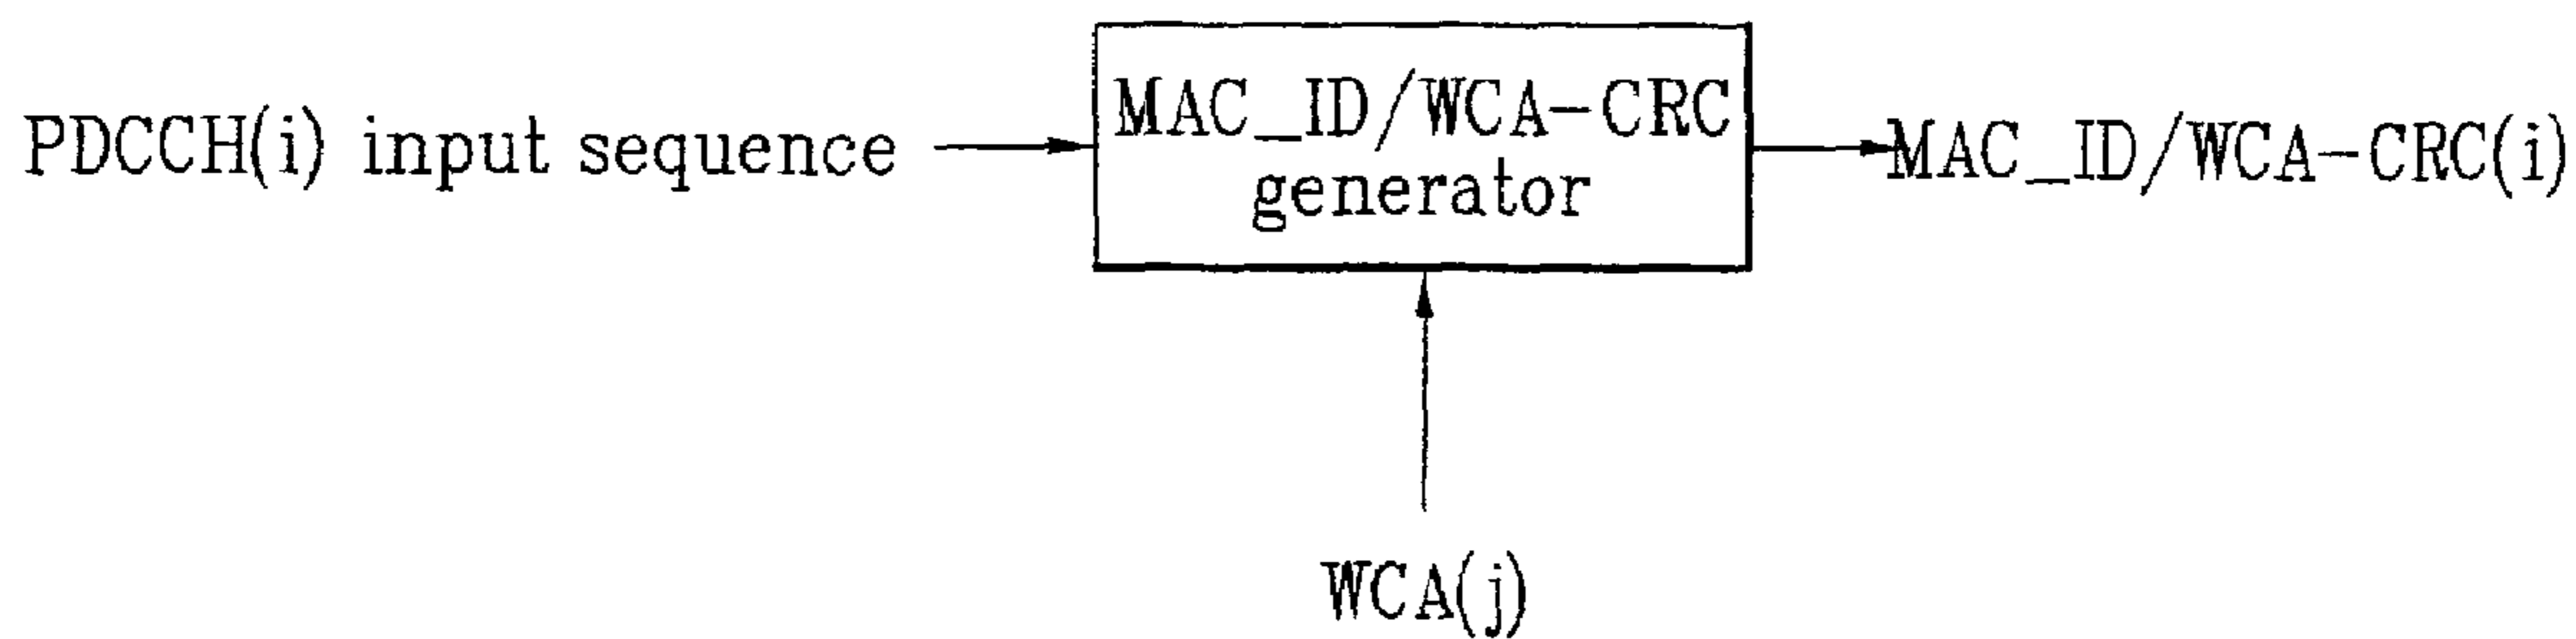 PDCCH(i) input sequence
MAC_ID/WCA-CRC
generator
MAC_ID/WCA-CRC(i)
WCA(j)